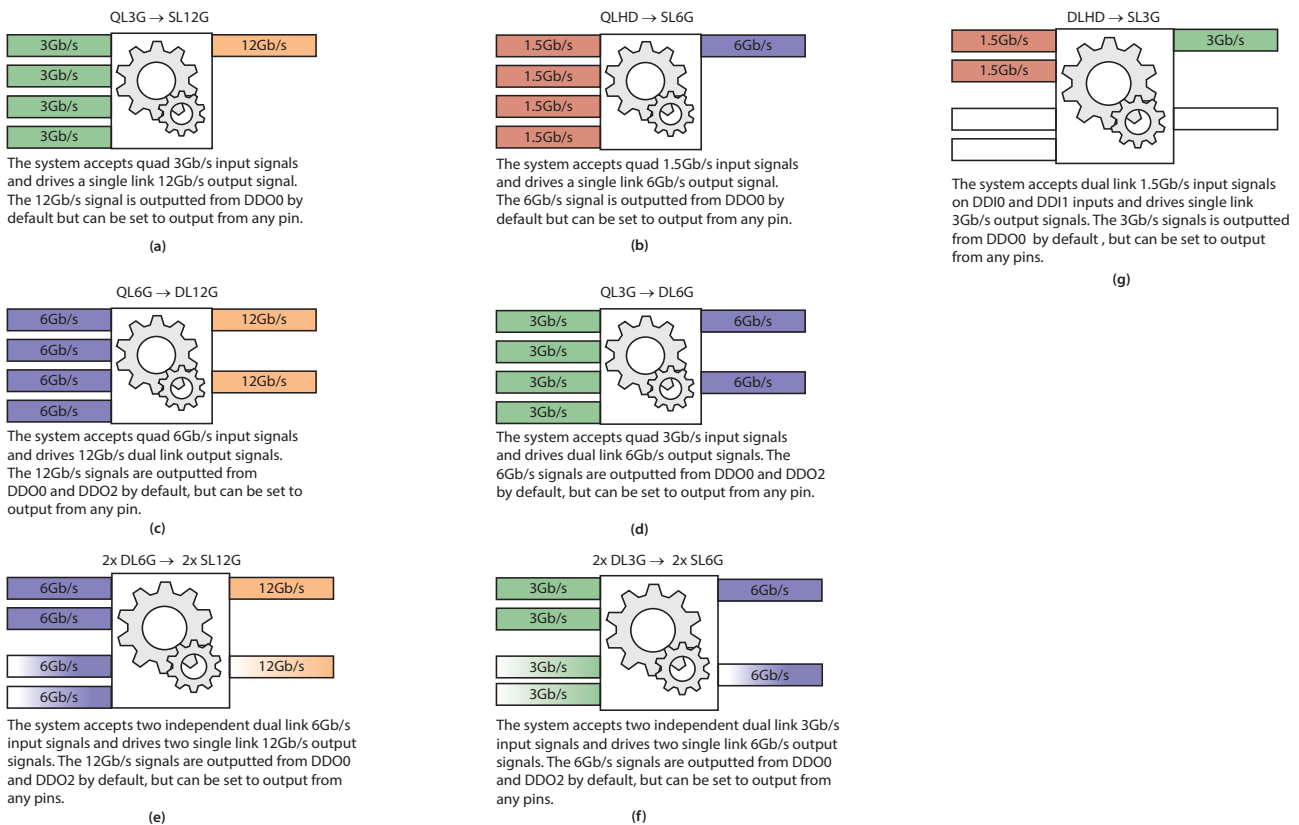 QL3G → SL12G
3Gb/s
12Gb/s
3Gb/s
3Gb/s
3Gb/s
The system accepts quad 3Gb/s input signals
and drives a single link 12Gb/s output signal.
The 12Gb/s signal is outputted from DDO0 by
default but can be set to output from any pin.
(a)
QLHD → SL6G
1.5Gb/s
6Gb/s
1.5Gb/s
1.5Gb/s
1.5Gb/s
The system accepts quad 1.5Gb/s input signals
and drives a single link 6Gb/s output signal.
The 6Gb/s signal is outputted from DDO0 by
default but can be set to output from any pin.
(b)
DLHD → SL3G
1.5Gb/s
3Gb/s
1.5Gb/s
The system accepts dual link 1.5Gb/s input signals
on DDI0 and DDI1 inputs and drives single link
3Gb/s output signals. The 3Gb/s signals is outputted
from DDO0 by default , but can be set to output
from any pins.
(g)
QL6G → DL12G
6Gb/s
12Gb/s
6Gb/s
6Gb/s
12Gb/s
6Gb/s
The system accepts quad 6Gb/s input signals
and drives 12Gb/s dual link output signals.
The 12Gb/s signals are outputted from
DDO0 and DDO2 by default, but can be set to
output from any pin.
(c)
QL3G → DL6G
3Gb/s
6Gb/s
3Gb/s
3Gb/s
6Gb/s
3Gb/s
The system accepts quad 3Gb/s input signals
and drives dual link 6Gb/s output signals. The
6Gb/s signals are outputted from DDO0 and DDO2
by default, but can be set to output from any pin.
(d)
2x DL6G → 2x SL12G
6Gb/s
12Gb/s
6Gb/s
6Gb/s
12Gb/s
6Gb/s
The system accepts two independent dual link 6Gb/s
input signals and drives two single link 12Gb/s output
signals. The 12Gb/s signals are outputted from DDO0
and DDO2 by default, but can be set to output from
any pins.
(e)
2x DL3G → 2x SL6G
3Gb/s
6Gb/s
3Gb/s
3Gb/s
6Gb/s
3Gb/s
The system accepts two independent dual link 3Gb/s
input signals and drives two single link 6Gb/s output
signals. The 6Gb/s signals are outputted from DDO0
and DDO2 by default, but can be set to output from
any pins.
(f)